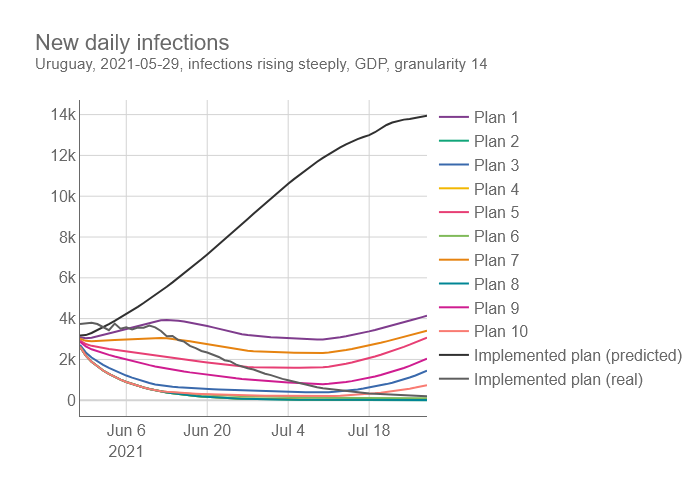 New daily infections
Uruguay, 2021-05-29, infections rising steeply, GDP, granularity 14
14k
12k
10k
8k
6k
4k
2k
0
Jun 6
2021
Jun 20
Jul 4
Jul 18
Plan 1
Plan 2
Plan 3
Plan 4
Plan 5
Plan 6
Plan 7
Plan 8
Plan 9
Plan 10
Implemented plan (predicted)
Implemented plan (real)